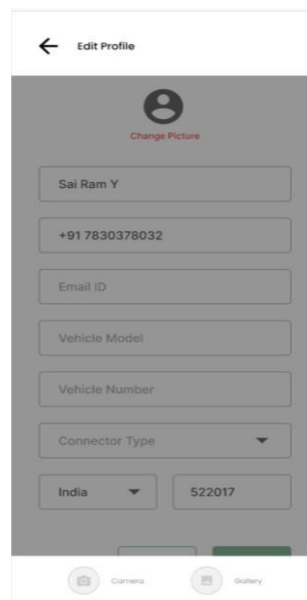 Edit Profile
Change Picture
Sai Ram Y
+91 7830378032
Email ID
Vehicle Model
Vehicle Number
Connector Type
India 522017
Camera Gallery